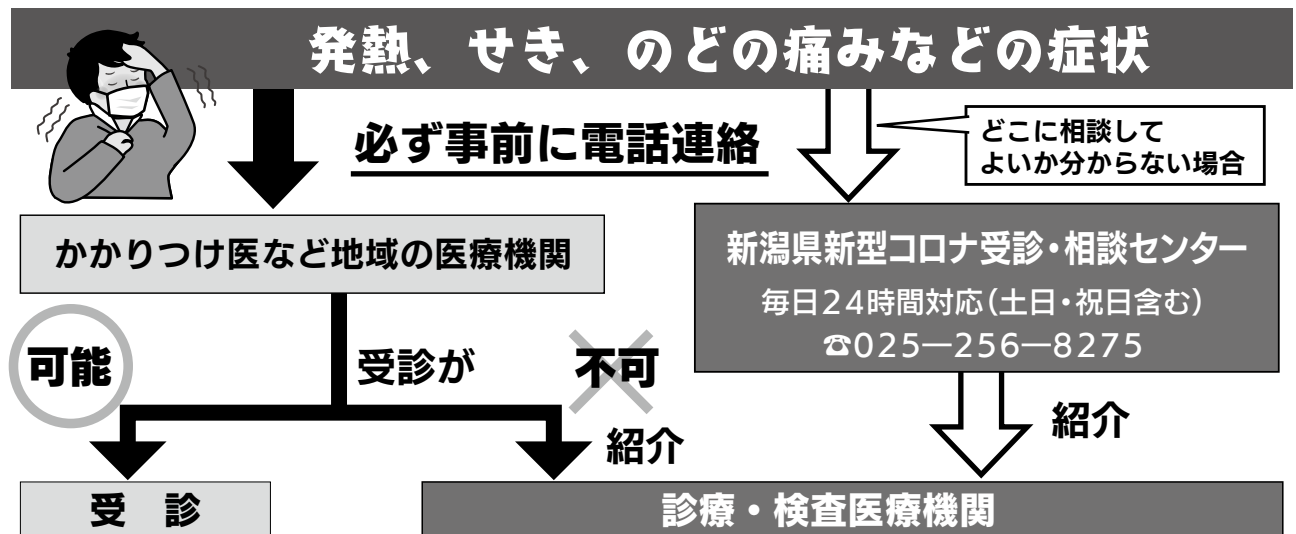 発熱、せき、のどの痛みなどの症状
必ず事前に電話連絡
どこに相談して
よいか分からない場合
かかりつけ医など地域の医療機関
新潟県新型コロナ受診・相談センター
毎日24時間対応(土日・祝日含む)
☎025―256―8275
可能
受診が
不可
紹介
紹介
受 診
診療・検査医療機関